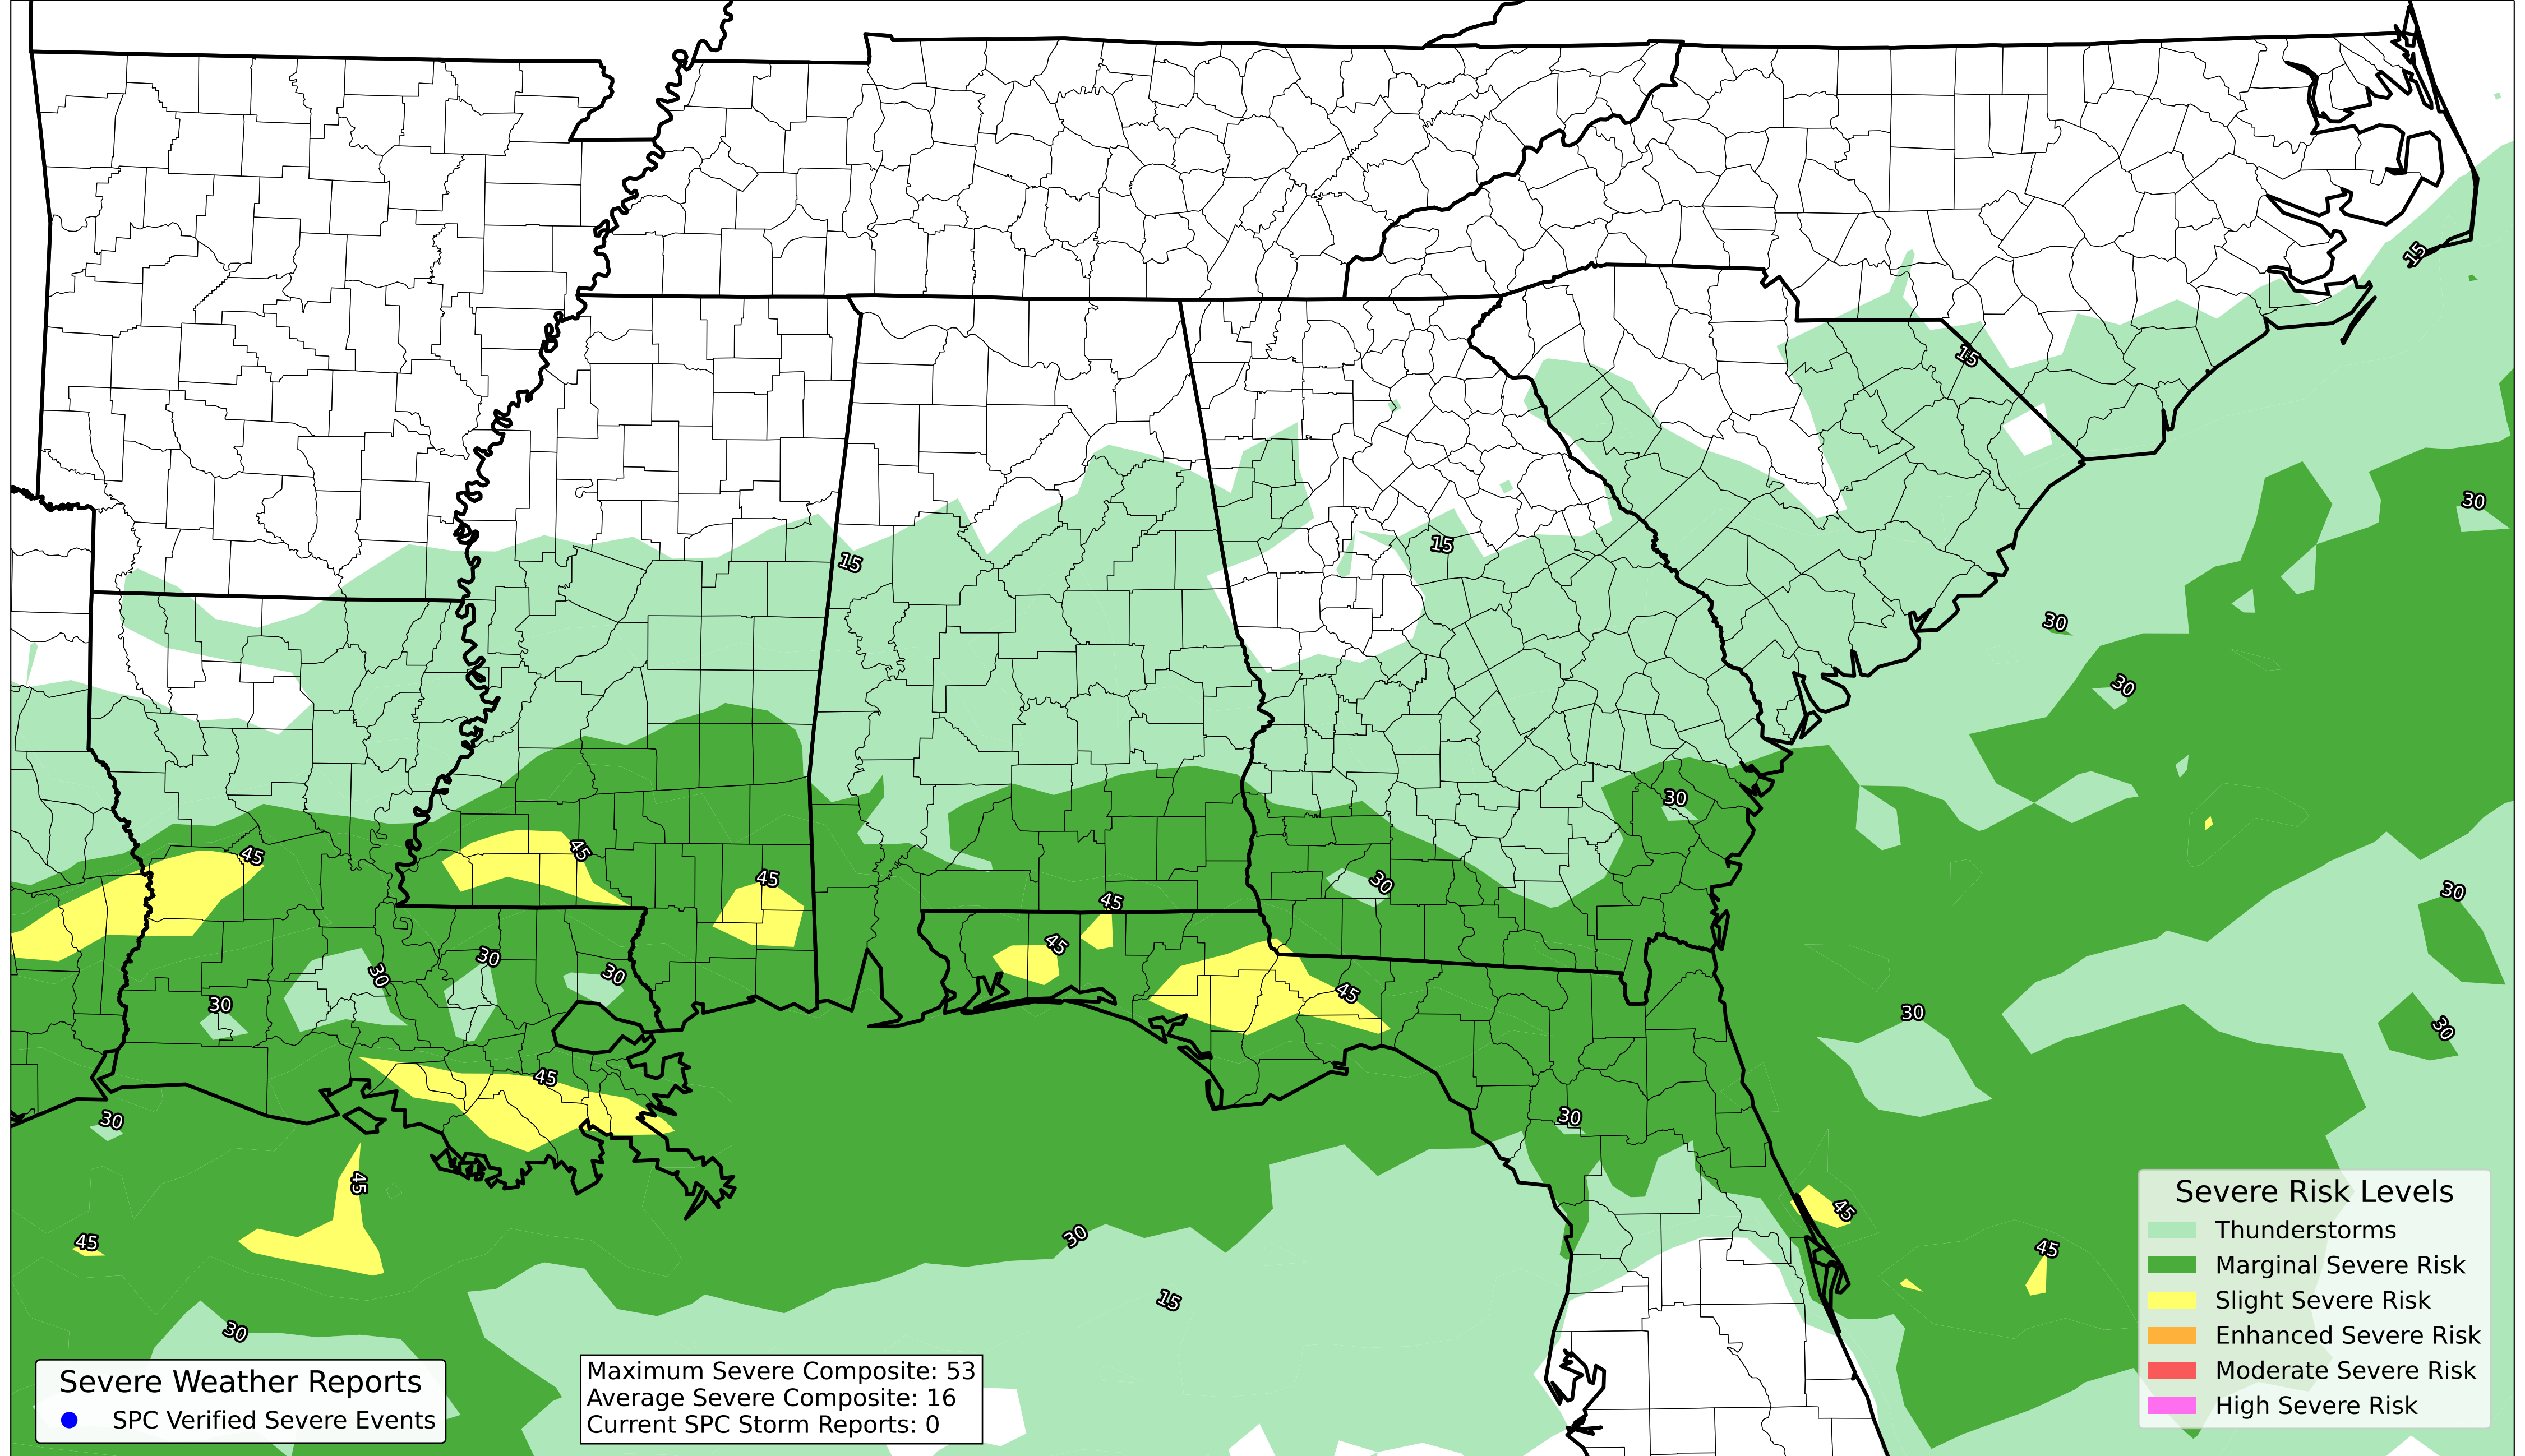 15
15
30
15
15
30
30
30
45
45
45
30
30
45
45
30
30
30
30
45
30
30
45
30
30
45
45
45
45
30
15
30
Severe Risk Levels
Thunderstorms
Marginal Severe Risk
Slight Severe Risk
Enhanced Severe Risk
Moderate Severe Risk
High Severe Risk
Severe Weather Reports
SPC Verified Severe Events
Maximum Severe Composite: 53
Average Severe Composite: 16
Current SPC Storm Reports: 0